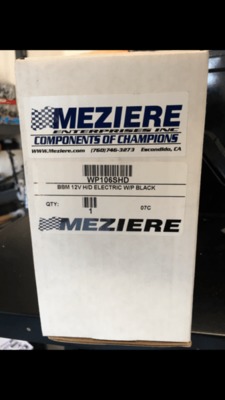 MEZIERE
ENTERPRISES INC
COMPONENTS OF CHAMPIONS
www.Meziere.com (760)746-3273 Escondido, CA
WP106SHD
BBM 12V H/D ELECTRIC W/P BLACK
QTY:
1 07C
MEZIERE